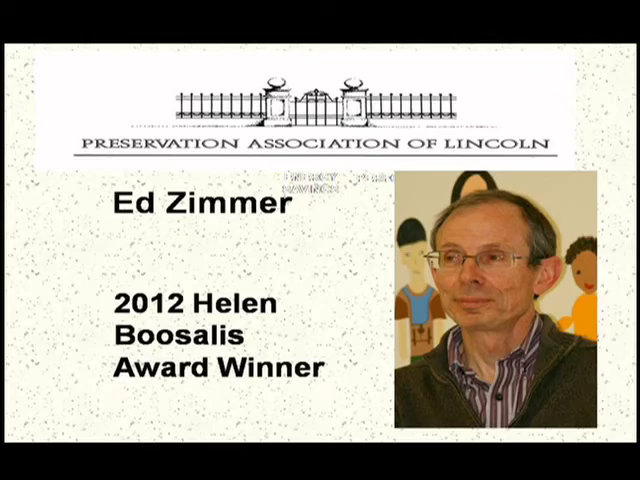 PRESERVATION ASSOCIATION OF LINCOLN
Ed Zimmer
2012 Helen
Boosalis
Award Winner